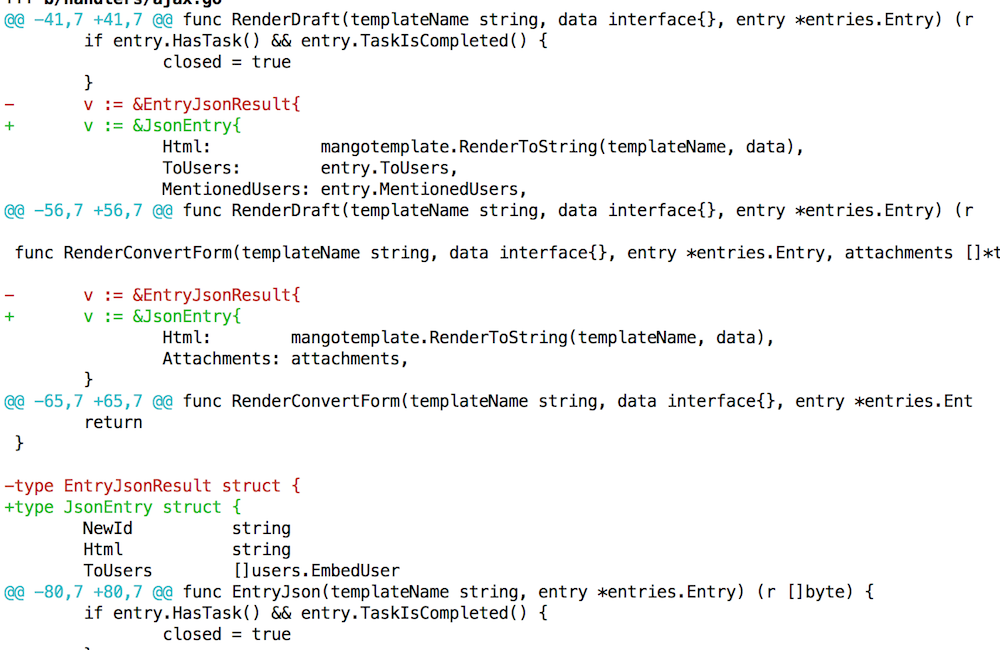 +++ b/handlers/ajax.go
@@ -41,7 +41,7 @@ func RenderDraft(templateName string, data interface{}, entry *entries.Entry) (r
        if entry.HasTask() && entry.TaskIsCompleted() {
                closed = true
        }
-       v := &EntryJsonResult{
+       v := &JsonEntry{
                Html:           mangotemplate.RenderToString(templateName, data),
                ToUsers:        entry.ToUsers,
                MentionedUsers: entry.MentionedUsers,
@@ -56,7 +56,7 @@ func RenderDraft(templateName string, data interface{}, entry *entries.Entry) (r
 func RenderConvertForm(templateName string, data interface{}, entry *entries.Entry, attachments []*t
-       v := &EntryJsonResult{
+       v := &JsonEntry{
                Html:        mangotemplate.RenderToString(templateName, data),
                Attachments: attachments,
        }
@@ -65,7 +65,7 @@ func RenderConvertForm(templateName string, data interface{}, entry *entries.Ent
        return
 }
-type EntryJsonResult struct {
+type JsonEntry struct {
        NewId          string
        Html           string
        ToUsers        []users.EmbedUser
@@ -80,7 +80,7 @@ func EntryJson(templateName string, entry *entries.Entry) (r []byte) {
        if entry.HasTask() && entry.TaskIsCompleted() {
                closed = true
        }